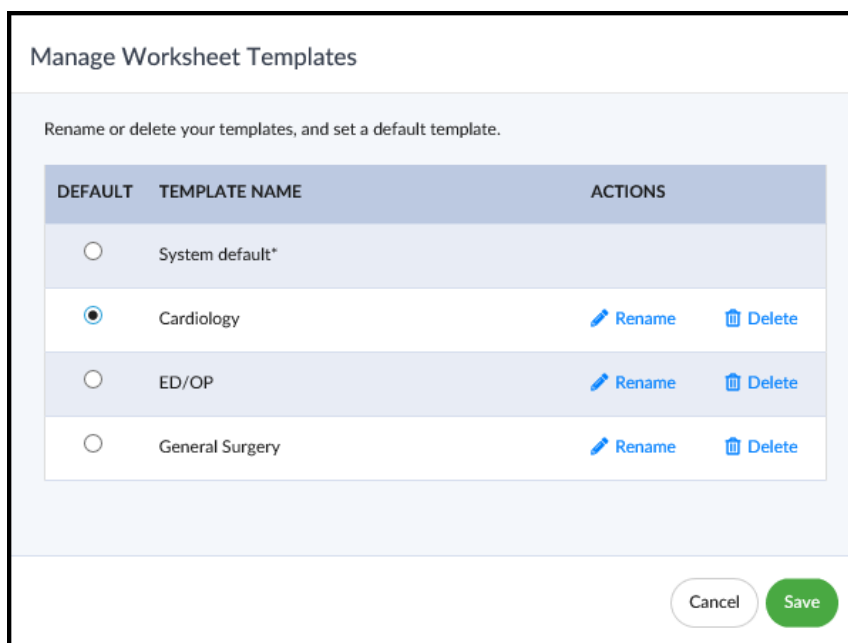 Manage Worksheet Templates
Rename or delete your templates, and set a default template.
DEFAULT TEMPLATE NAME ACTIONS
System default*
Cardiology Rename Delete
ED/OP Rename Delete
General Surgery Rename Delete
Cancel Save